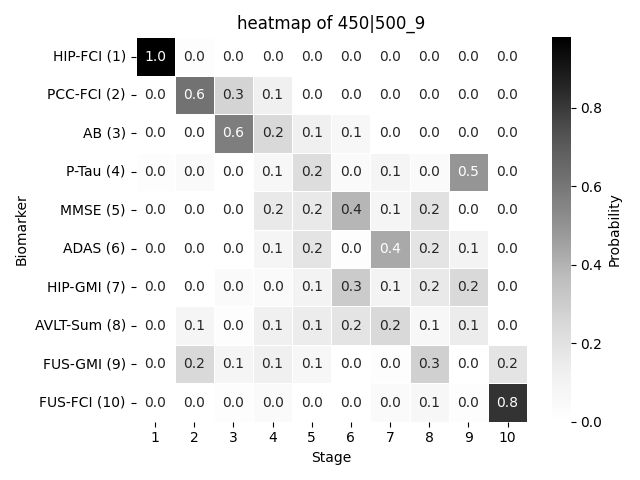 heatmap of 450|500_9
Biomarker
HIP-FCI (1) 1.0 0.0 0.0 0.0 0.0 0.0 0.0 0.0 0.0 0.0
PCC-FCI (2) 0.0 0.6 0.3 0.1 0.0 0.0 0.0 0.0 0.0 0.0
AB (3) 0.0 0.0 0.6 0.2 0.1 0.1 0.0 0.0 0.0 0.0
P-Tau (4) 0.0 0.0 0.0 0.1 0.2 0.0 0.1 0.0 0.5 0.0
MMSE (5) 0.0 0.0 0.0 0.2 0.2 0.4 0.1 0.2 0.0 0.0
ADAS (6) 0.0 0.0 0.0 0.1 0.2 0.0 0.4 0.2 0.1 0.0
HIP-GMI (7) 0.0 0.0 0.0 0.0 0.1 0.3 0.1 0.2 0.2 0.0
AVLT-Sum (8) 0.0 0.1 0.0 0.1 0.1 0.2 0.2 0.1 0.1 0.0
FUS-GMI (9) 0.0 0.2 0.1 0.1 0.1 0.0 0.0 0.3 0.0 0.2
FUS-FCI (10) 0.0 0.0 0.0 0.0 0.0 0.0 0.0 0.1 0.0 0.8
1 2 3 4 5 6 7 8 9 10
Stage
0.8
0.6
0.4
0.2
0.0
Probability